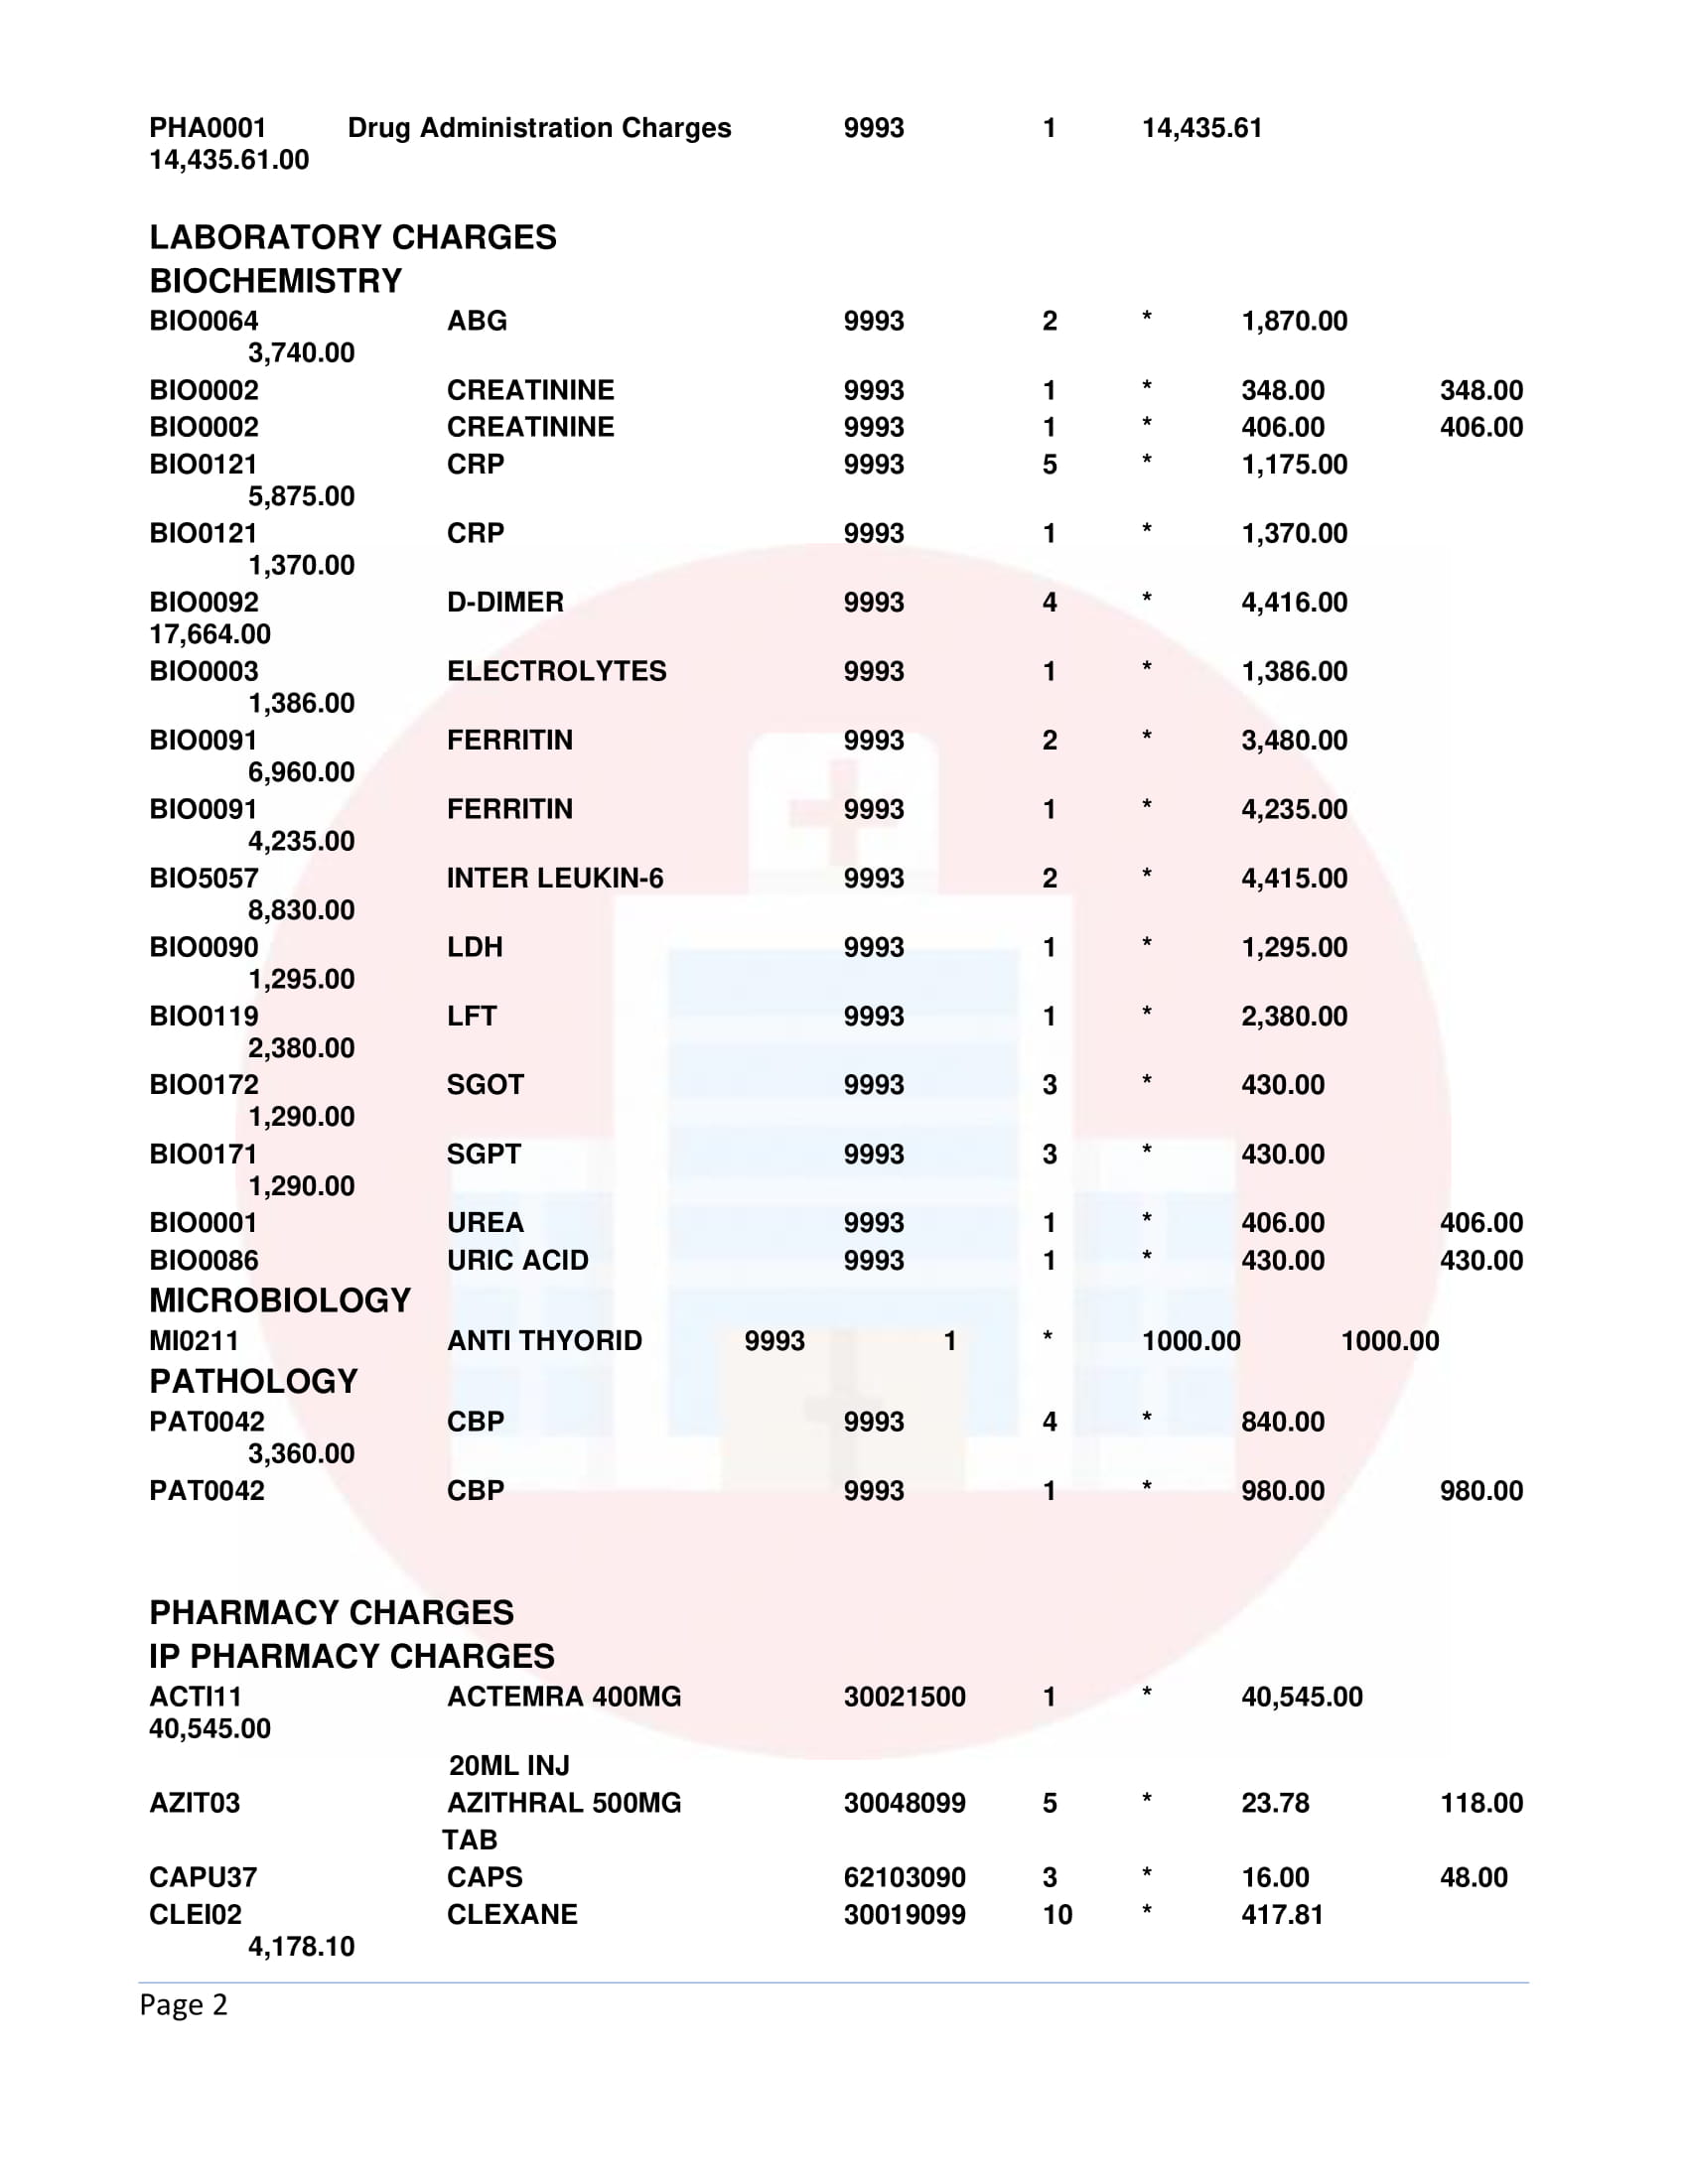 PHA0001 Drug Administration Charges 9993 1 14,435.61
14,435.61.00
LABORATORY CHARGES
BIOCHEMISTRY
BIO0064 ABG 9993 2 * 1,870.00
3,740.00
BIO0002 CREATININE 9993 1 * 348.00 348.00
BIO0002 CREATININE 9993 1 * 406.00 406.00
BIO0121 CRP 9993 5 * 1,175.00
5,875.00
BIO0121 CRP 9993 1 * 1,370.00
1,370.00
BIO0092 D-DIMER 9993 4 * 4,416.00
17,664.00
BIO0003 ELECTROLYTES 9993 1 * 1,386.00
1,386.00
BIO0091 FERRITIN 9993 2 * 3,480.00
6,960.00
BIO0091 FERRITIN 9993 1 * 4,235.00
4,235.00
BIO5057 INTER LEUKIN-6 9993 2 * 4,415.00
8,830.00
BIO0090 LDH 9993 1 * 1,295.00
1,295.00
BIO0119 LFT 9993 1 * 2,380.00
2,380.00
BIO0172 SGOT 9993 3 * 430.00
1,290.00
BIO0171 SGPT 9993 3 * 430.00
1,290.00
BIO0001 UREA 9993 1 * 406.00 406.00
BIO0086 URIC ACID 9993 1 * 430.00 430.00
MICROBIOLOGY
MI0211 ANTI THYORID 9993 1 * 1000.00 1000.00
PATHOLOGY
PAT0042 CBP 9993 4 * 840.00
3,360.00
PAT0042 CBP 9993 1 * 980.00 980.00
PHARMACY CHARGES
IP PHARMACY CHARGES
ACTI11 ACTEMRA 400MG 30021500 1 * 40,545.00
40,545.00
20ML INJ
AZIT03 AZITHRAL 500MG 30048099 5 * 23.78 118.00
TAB
CAPU37 CAPS 62103090 3 * 16.00 48.00
CLEI02 CLEXANE 30019099 10 * 417.81
4,178.10
Page 2